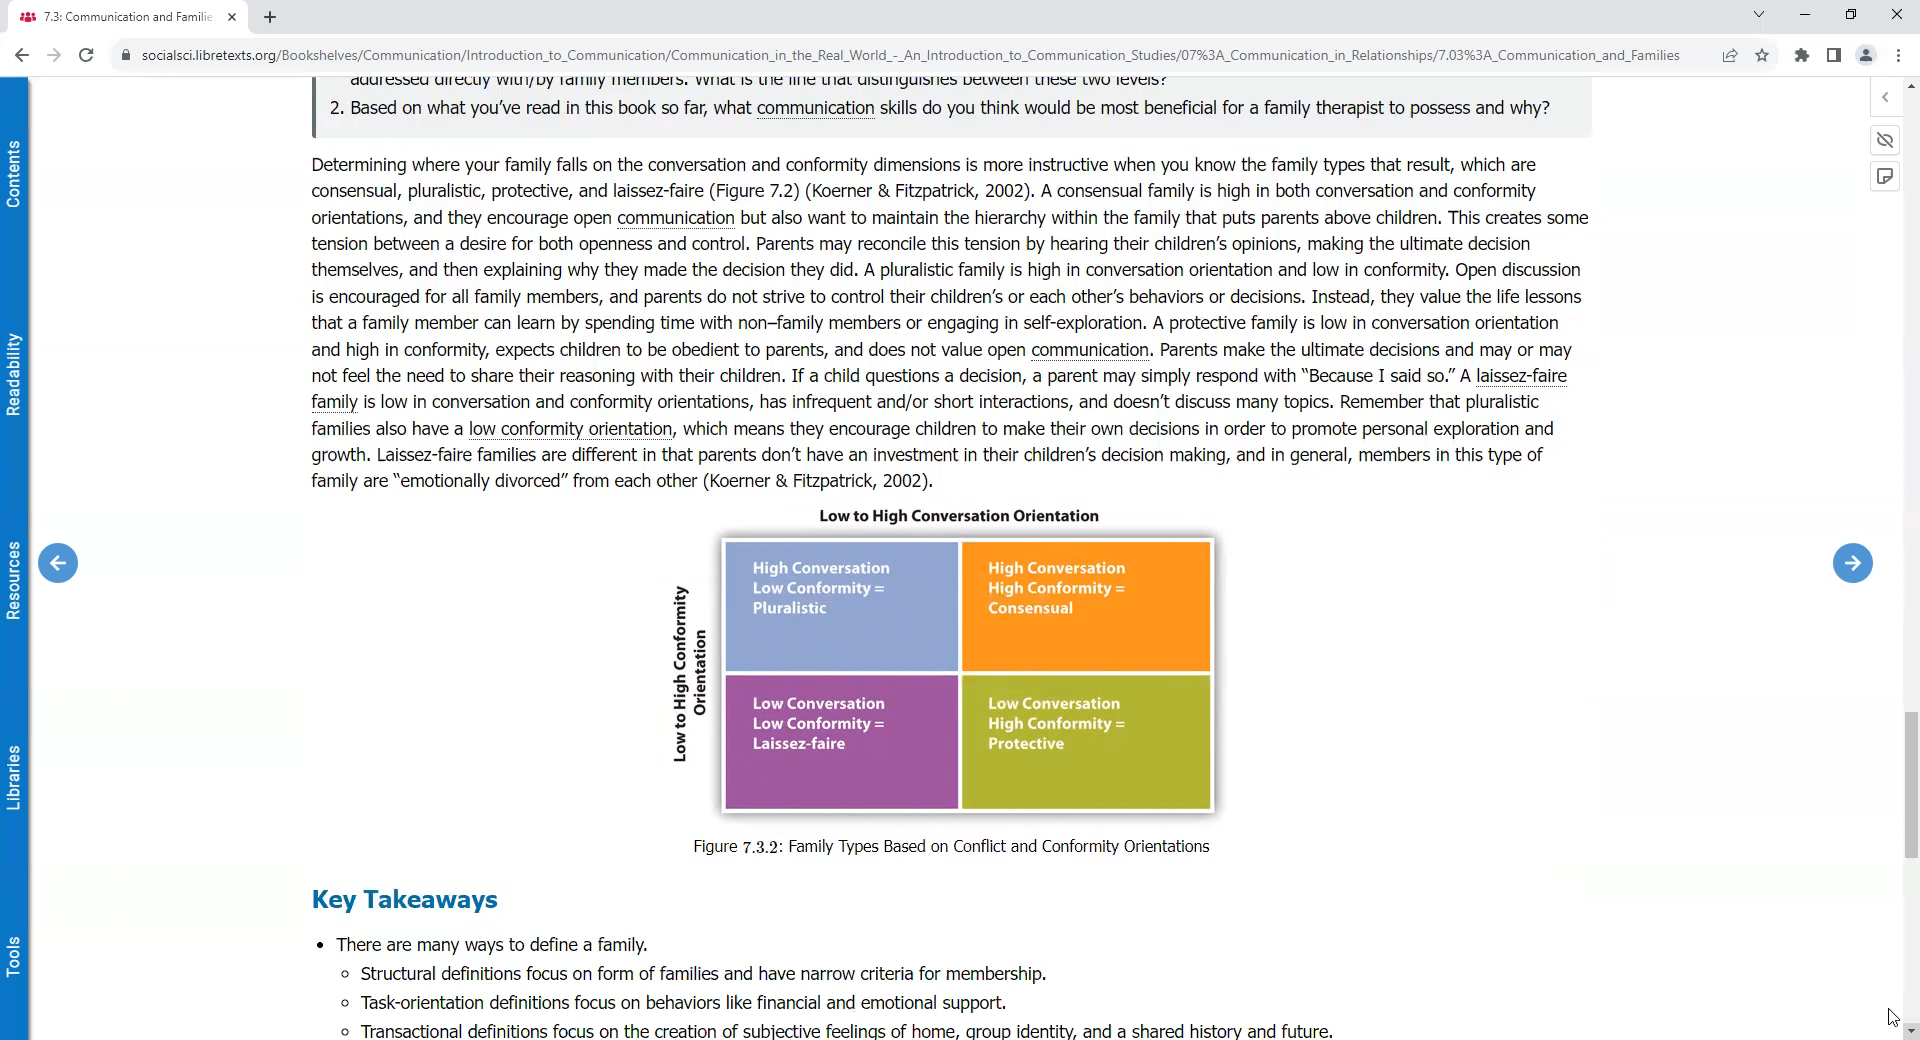 7.3: Communication and Familie
socialsci.libretexts.org/Bookshelves/Communication/Introduction_to_Communication/Communication_in_the_Real_World_-_An_Introduction_to_Communication_Studies/07%3A_Communication_in_Relationships/7.03%3A_Communication_and_Families
Contents
Readability
Resources
Libraries
Tools
addressed directly with/by family members. What is the line that distinguishes between these two levels?
2. Based on what you’ve read in this book so far, what communication skills do you think would be most beneficial for a family therapist to possess and why?
Determining where your family falls on the conversation and conformity dimensions is more instructive when you know the family types that result, which are
consensual, pluralistic, protective, and laissez-faire (Figure 7.2) (Koerner & Fitzpatrick, 2002). A consensual family is high in both conversation and conformity
orientations, and they encourage open communication but also want to maintain the hierarchy within the family that puts parents above children. This creates some
tension between a desire for both openness and control. Parents may reconcile this tension by hearing their children’s opinions, making the ultimate decision
themselves, and then explaining why they made the decision they did. A pluralistic family is high in conversation orientation and low in conformity. Open discussion
is encouraged for all family members, and parents do not strive to control their children’s or each other’s behaviors or decisions. Instead, they value the life lessons
that a family member can learn by spending time with non–family members or engaging in self-exploration. A protective family is low in conversation orientation
and high in conformity, expects children to be obedient to parents, and does not value open communication. Parents make the ultimate decisions and may or may
not feel the need to share their reasoning with their children. If a child questions a decision, a parent may simply respond with “Because I said so.” A laissez-faire
family is low in conversation and conformity orientations, has infrequent and/or short interactions, and doesn’t discuss many topics. Remember that pluralistic
families also have a low conformity orientation, which means they encourage children to make their own decisions in order to promote personal exploration and
growth. Laissez-faire families are different in that parents don’t have an investment in their children’s decision making, and in general, members in this type of
family are “emotionally divorced” from each other (Koerner & Fitzpatrick, 2002).
Low to High Conversation Orientation
Low to High Conformity
Orientation
High Conversation
Low Conformity =
Pluralistic
High Conversation
High Conformity =
Consensual
Low Conversation
Low Conformity =
Laissez-faire
Low Conversation
High Conformity =
Protective
Figure 7.3.2: Family Types Based on Conflict and Conformity Orientations
Key Takeaways
• There are many ways to define a family.
◦ Structural definitions focus on form of families and have narrow criteria for membership.
◦ Task-orientation definitions focus on behaviors like financial and emotional support.
◦ Transactional definitions focus on the creation of subjective feelings of home, group identity, and a shared history and future.